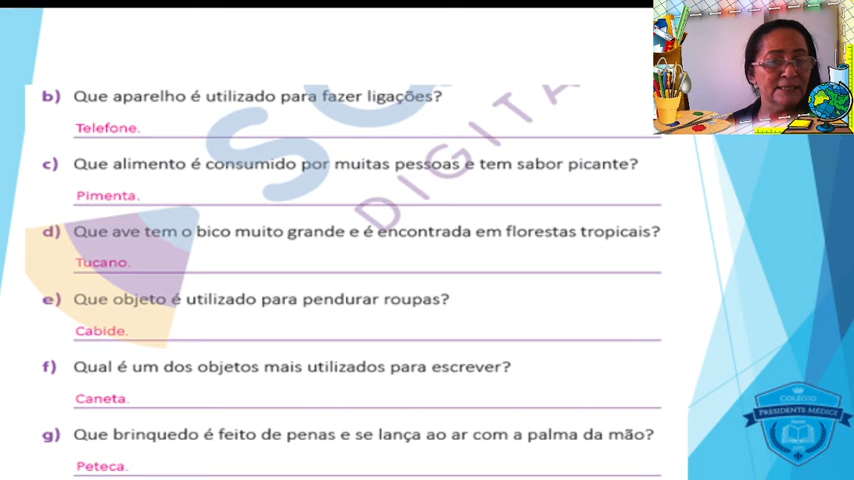 b) Que aparelho é utilizado para fazer ligações?
Telefone.
c) Que alimento é consumido por muitas pessoas e tem sabor picante?
Pimenta.
d) Que ave tem o bico muito grande e é encontrada em florestas tropicais?
Tucano.
e) Que objeto é utilizado para pendurar roupas?
Cabide.
f) Qual é um dos objetos mais utilizados para escrever?
Caneta.
g) Que brinquedo é feito de penas e se lança ao ar com a palma da mão?
Peteca.
DIGITA
COLÉGIO
PRESIDENTE MÉDICI